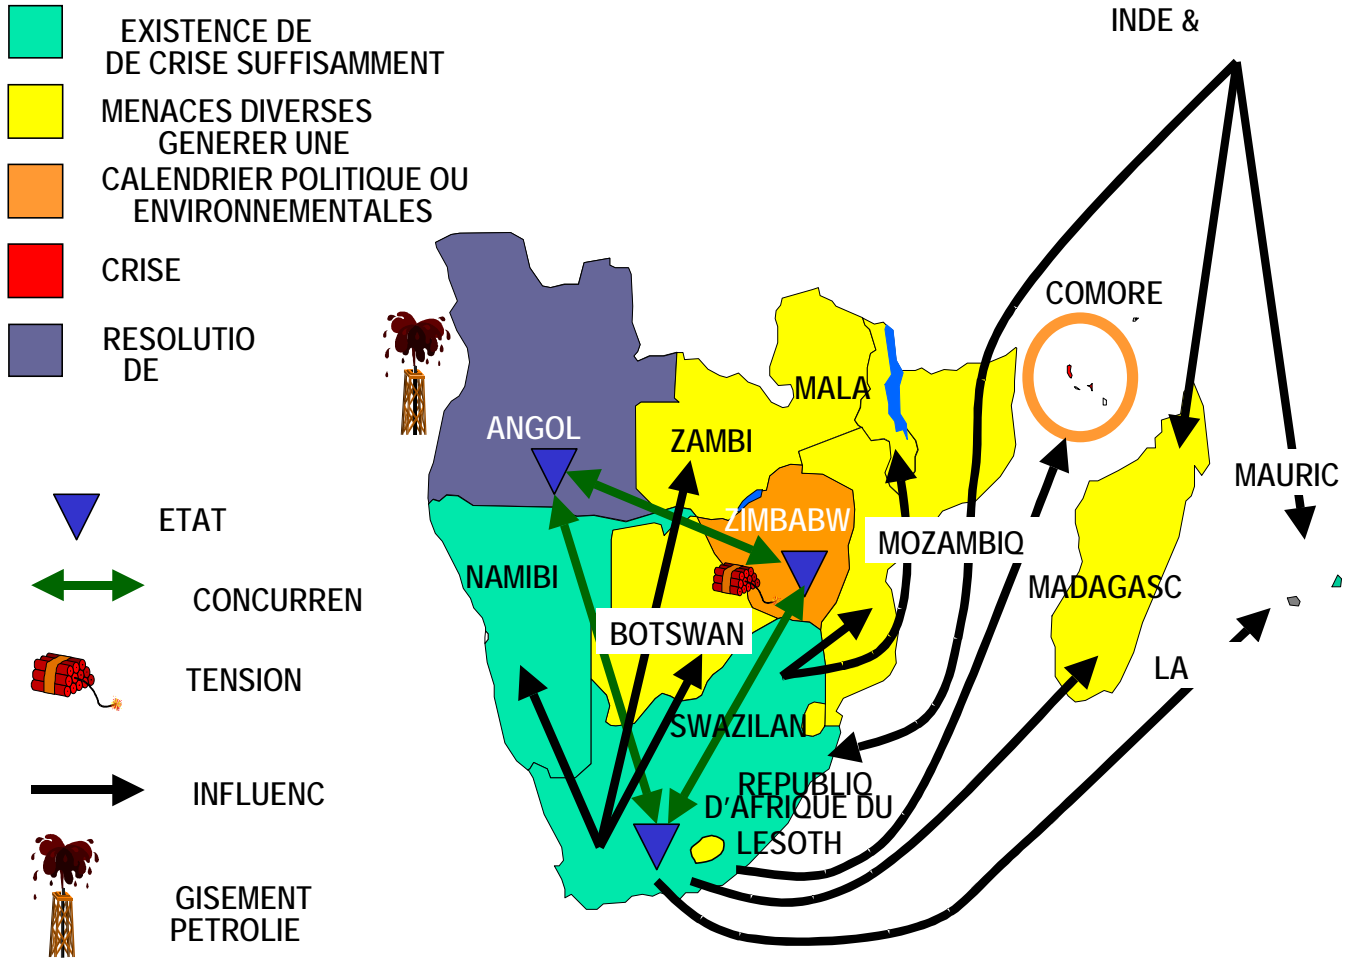 EXISTENCE DE
DE CRISE SUFFISAMMENT
MENACES DIVERSES
GENERER UNE
CALENDRIER POLITIQUE OU
ENVIRONNEMENTALES
CRISE
RESOLUTIO
DE
ETAT
CONCURREN
TENSION
INFLUENC
GISEMENT
PETROLIE
INDE &
COMORE
MALA
ANGOL
ZAMBI
MAURIC
ZIMBABW
MOZAMBIQ
NAMIBI
MADAGASC
BOTSWAN
LA
SWAZILAN
REPUBLIQ
D'AFRIQUE DU
LESOTH